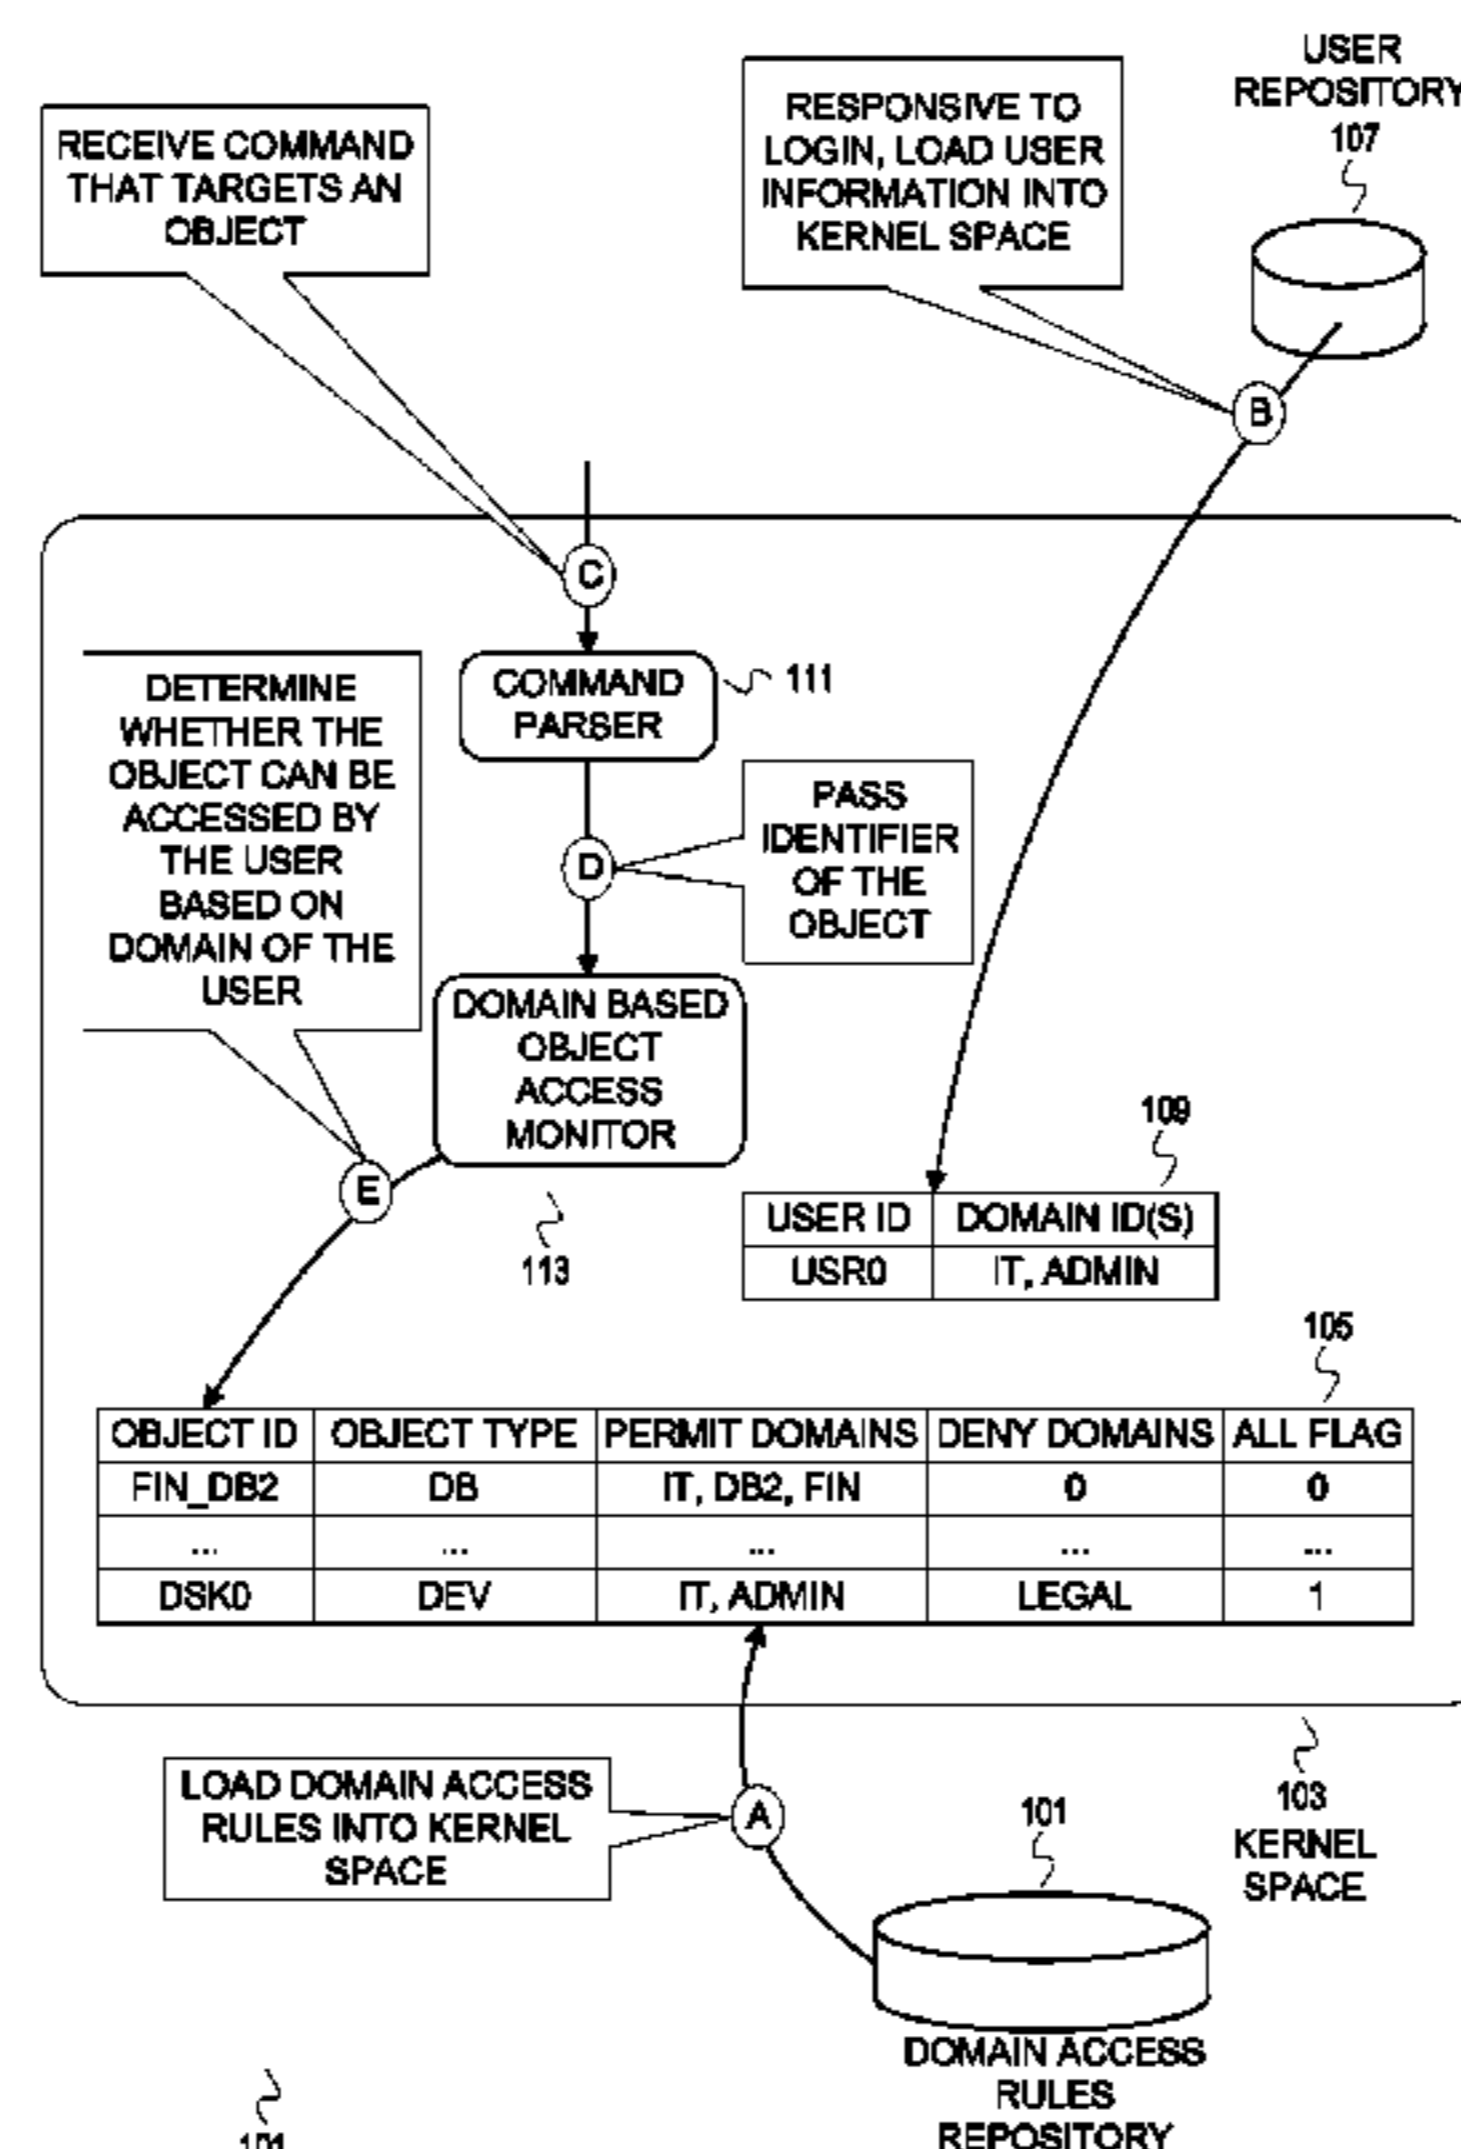 USER
REPOSITORY
107
RECEIVE COMMAND
THAT TARGETS AN
OBJECT
RESPONSIVE TO
LOGIN, LOAD USER
INFORMATION INTO
KERNEL SPACE
B
C
COMMAND
PARSER
111
DETERMINE
WHETHER THE
OBJECT CAN BE
ACCESSED BY
THE USER
BASED ON
DOMAIN OF THE
USER
PASS
IDENTIFIER
OF THE
OBJECT
D
DOMAIN BASED
OBJECT
ACCESS
MONITOR
E
113
109
USER ID DOMAIN ID(S)
USR0 IT, ADMIN
105
OBJECT ID OBJECT TYPE PERMIT DOMAINS DENY DOMAINS ALL FLAG
FIN_DB2 DB IT, DB2, FIN 0 0
... ... ... ... ...
DSK0 DEV IT, ADMIN LEGAL 1
LOAD DOMAIN ACCESS
RULES INTO KERNEL
SPACE
A
101
103
KERNEL
SPACE
DOMAIN ACCESS
RULES
REPOSITORY
101